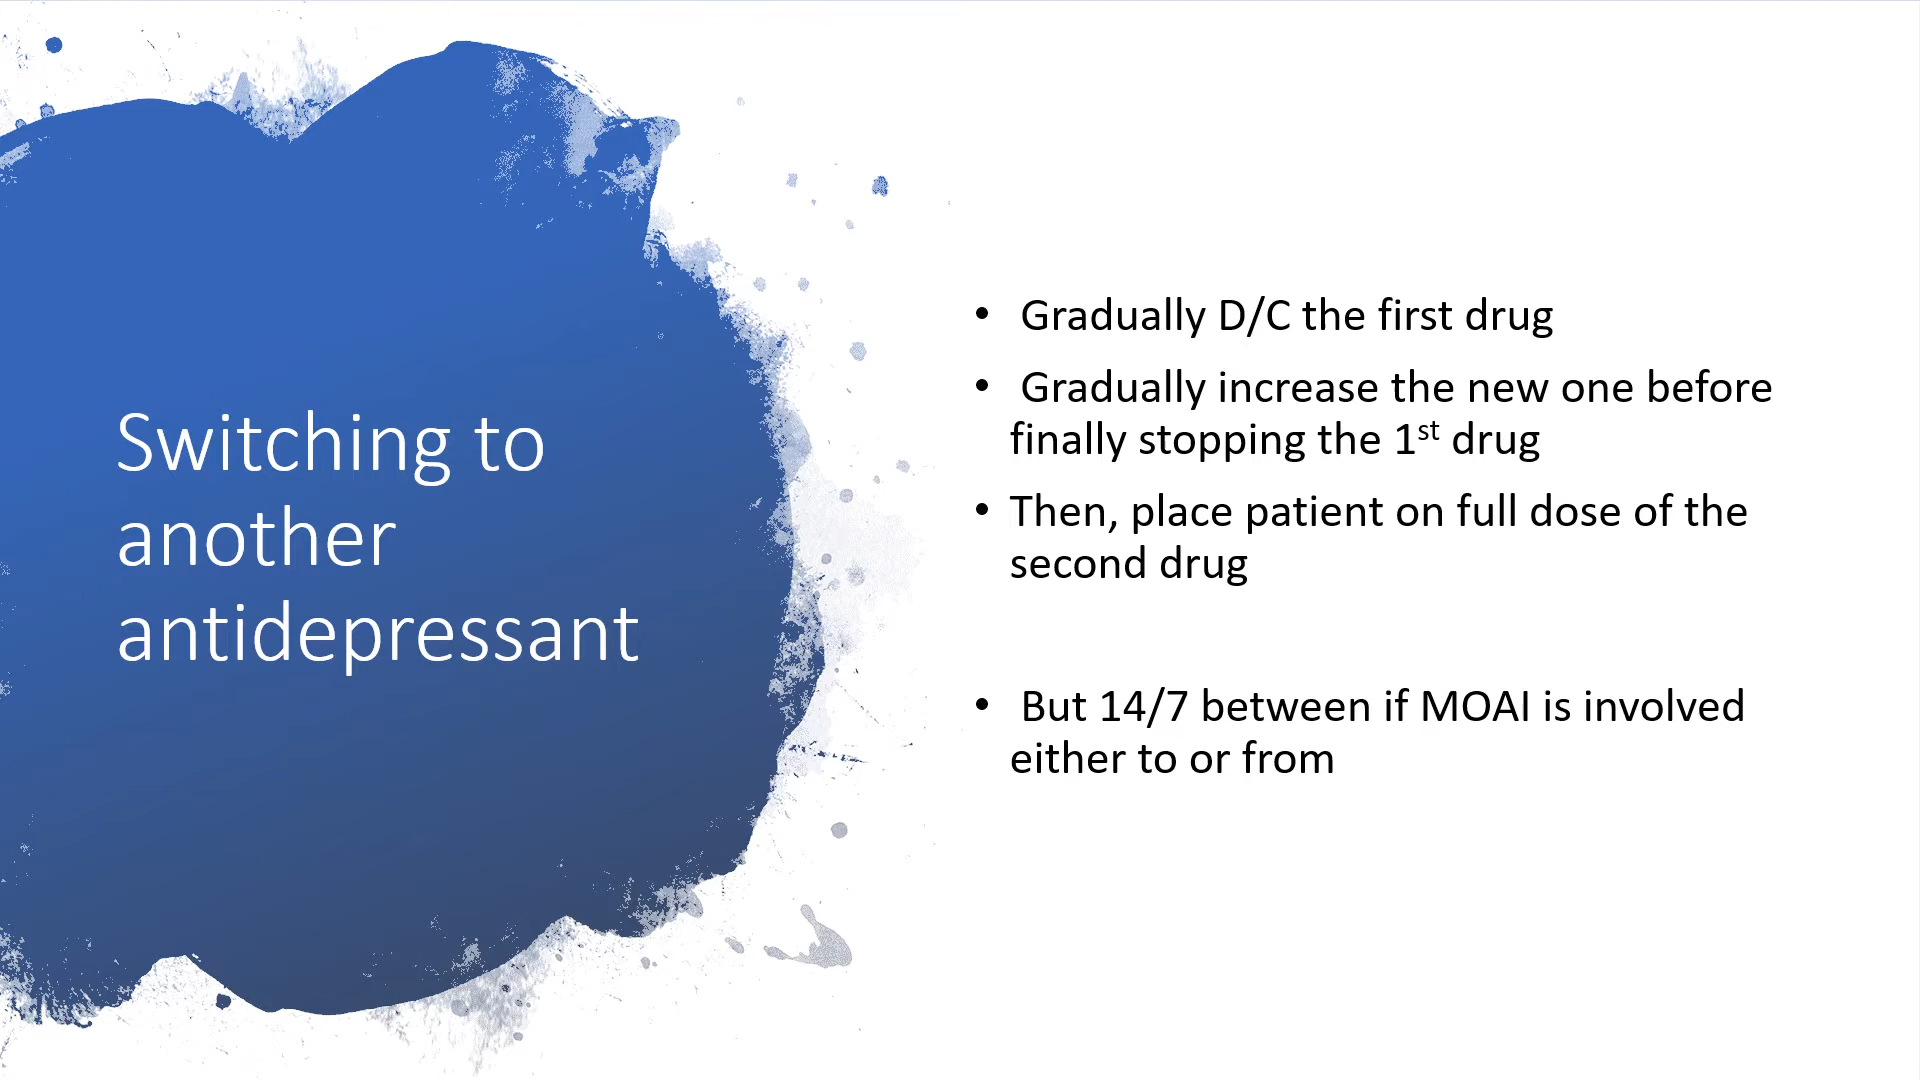 Switching to
another
antidepressant
• Gradually D/C the first drug
• Gradually increase the new one before
finally stopping the 1st drug
• Then, place patient on full dose of the
second drug
• But 14/7 between if MOAI is involved
either to or from